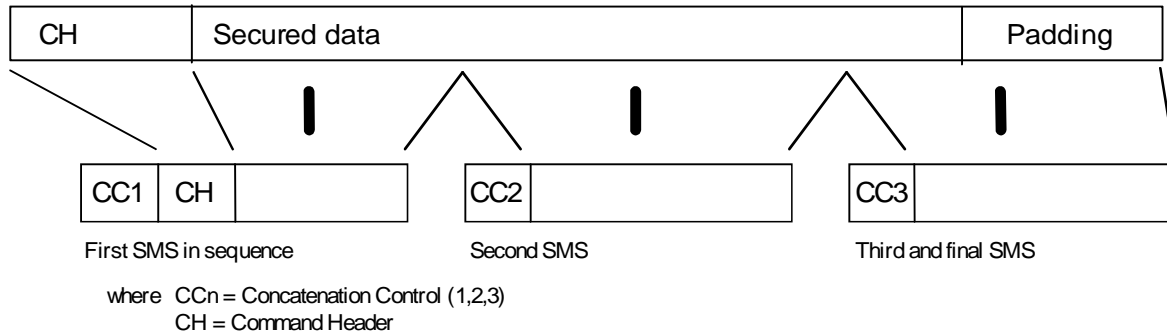 CH Secured data Padding
CC1 CH CC2 CC3
First SMS in sequence Second SMS Third and final SMS
where CCn = Concatenation Control (1,2,3)
CH = Command Header